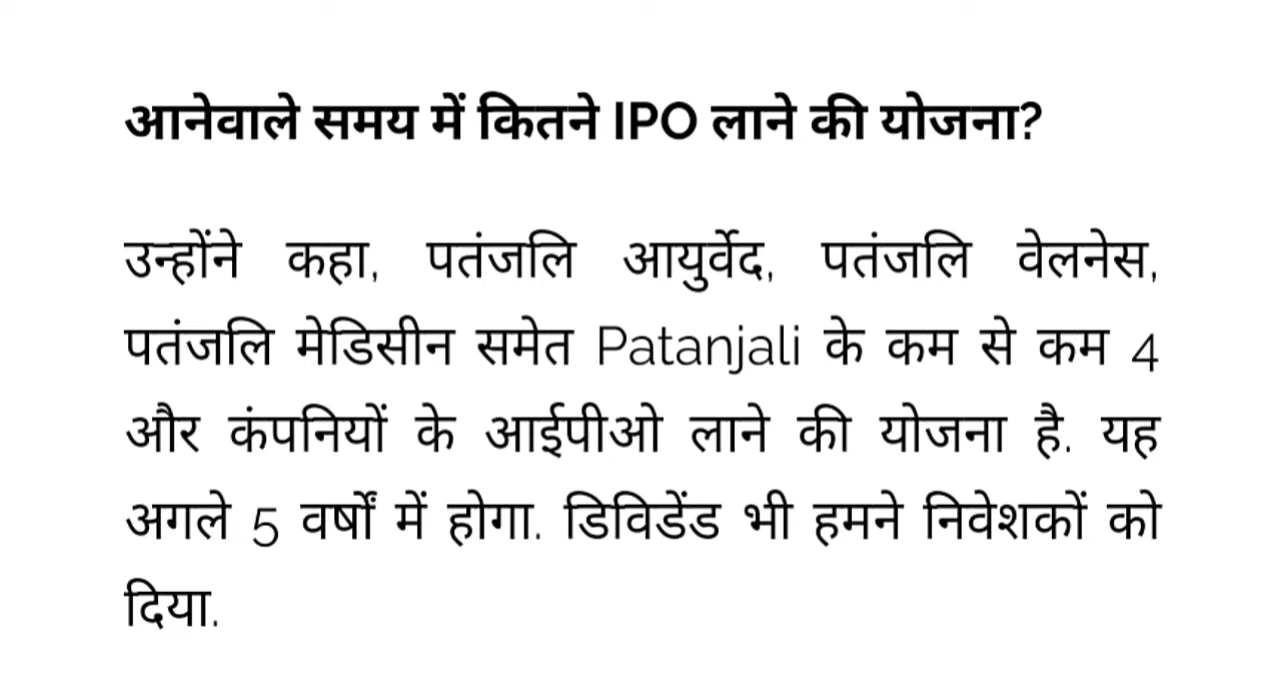 आनेवाले समय में कितने IPO लाने की योजना?
उन्होंने कहा, पतंजलि आयुर्वेद, पतंजलि वेलनेस,
पतंजलि मेडिसीन समेत Patanjali के कम से कम 4
और कंपनियों के आईपीओ लाने की योजना है. यह
अगले 5 वर्षों में होगा. डिविडेंड भी हमने निवेशकों को
दिया.